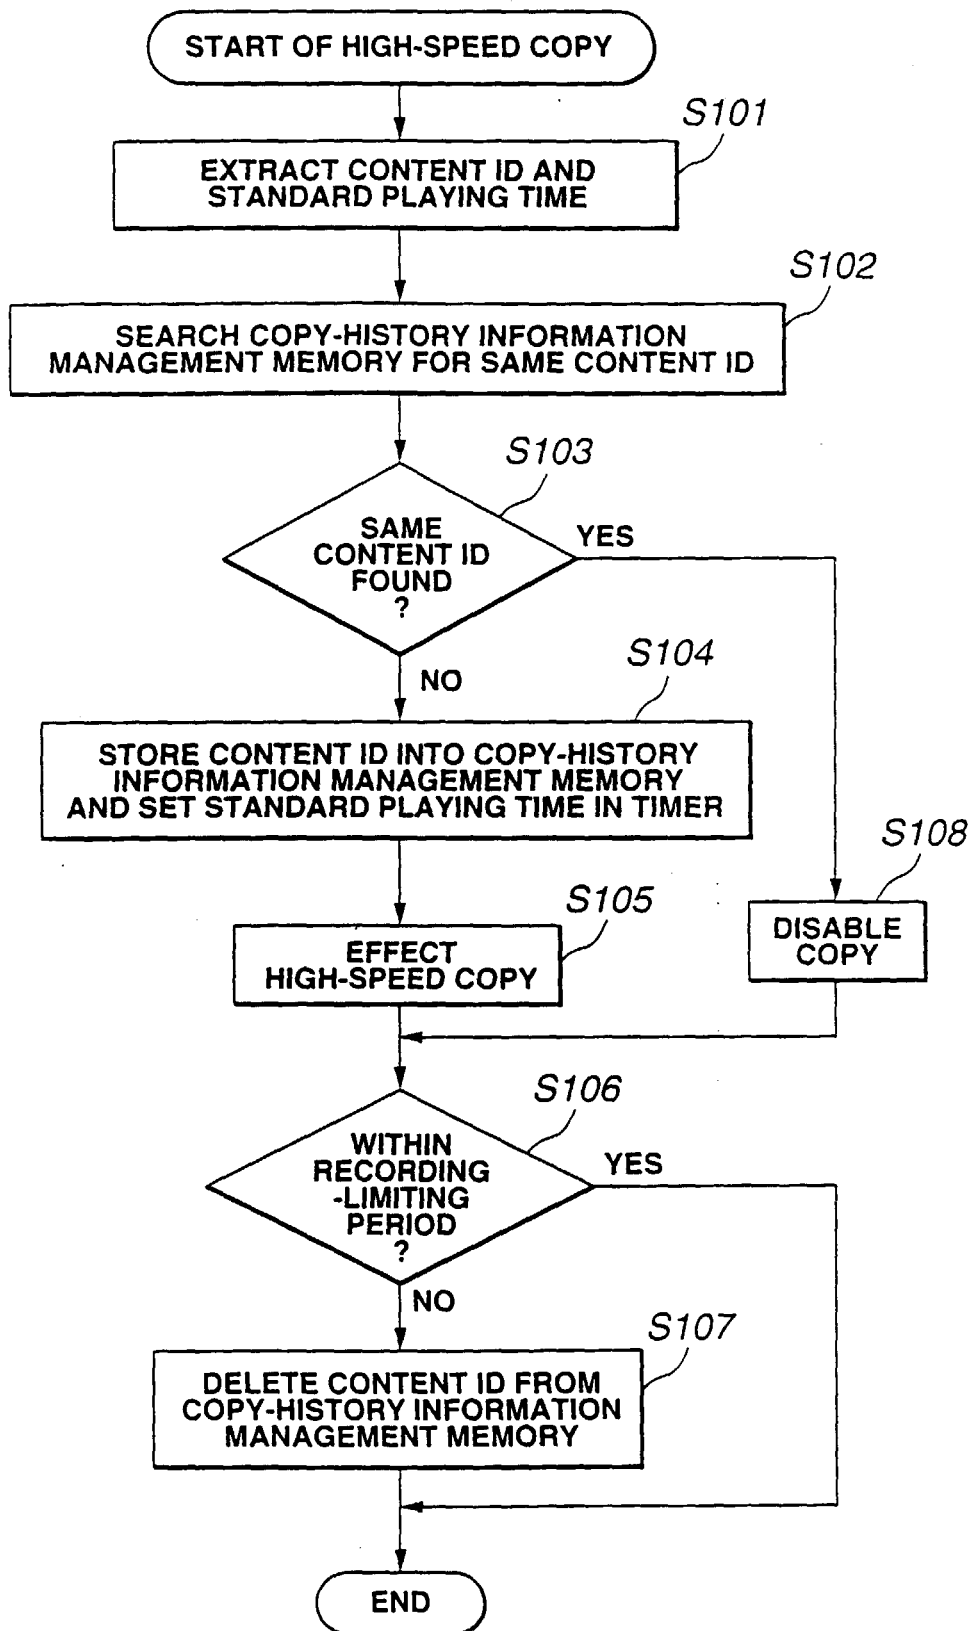 START OF HIGH-SPEED COPY
S101
EXTRACT CONTENT ID AND
STANDARD PLAYING TIME
S102
SEARCH COPY-HISTORY INFORMATION
MANAGEMENT MEMORY FOR SAME CONTENT ID
S103
SAME
CONTENT ID
FOUND
?
YES
NO
S104
STORE CONTENT ID INTO COPY-HISTORY
INFORMATION MANAGEMENT MEMORY
AND SET STANDARD PLAYING TIME IN TIMER
S108
DISABLE
COPY
S105
EFFECT
HIGH-SPEED COPY
S106
WITHIN
RECORDING
-LIMITING
PERIOD
?
YES
NO
S107
DELETE CONTENT ID FROM
COPY-HISTORY INFORMATION
MANAGEMENT MEMORY
END